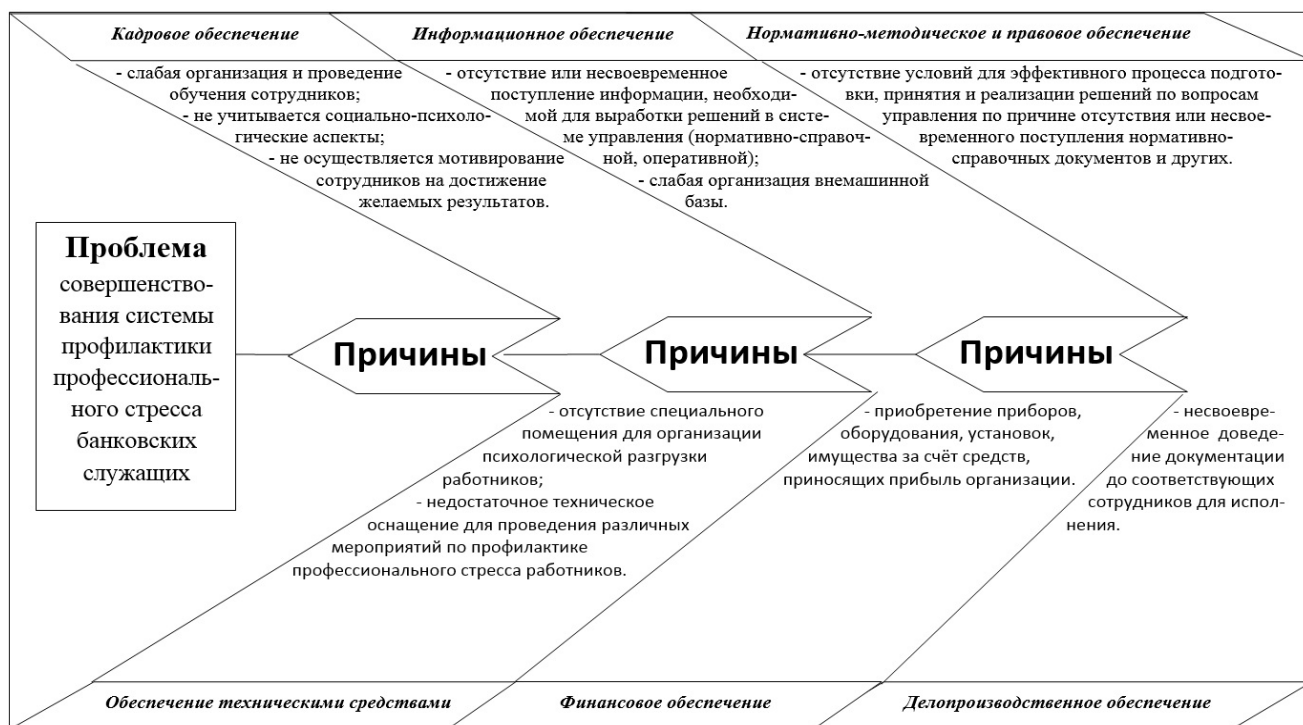 Кадровое обеспечение
Информационное обеспечение
Нормативно-методическое и правовое обеспечение
- слабая организация и проведение
обучения сотрудников;
- не учитывается социально-психоло-
гические аспекты;
- не осуществляется мотивирование
сотрудников на достижение
желаемых результатов.
- отсутствие или несвоевременное
поступление информации, необходи-
мой для выработки решений в систе-
ме управления (нормативно-справоч-
ной, оперативной);
- слабая организация внемашинной
базы.
- отсутствие условий для эффективного процесса подгото-
вки, принятия и реализации решений по вопросам
управления по причине отсутствия или несвое-
временного поступления нормативно-
справочных документов и других.
Проблема
совершенство-
вания системы
профилактики
профессиональ-
ного стресса
банковских
служащих
Причины
Причины
Причины
- отсутствие специального
помещения для организации
психологической разгрузки
работников;
- недостаточное техническое
оснащение для проведения различных
мероприятий по профилактике
профессионального стресса работников.
- приобретение приборов,
оборудования, установок,
имущества за счёт средств,
приносящих прибыль организации.
- несвоевре-
менное доведе-
ние документации
до соответствующих
сотрудников для испол-
нения.
Обеспечение техническими средствами
Финансовое обеспечение
Делопроизводственное обеспечение